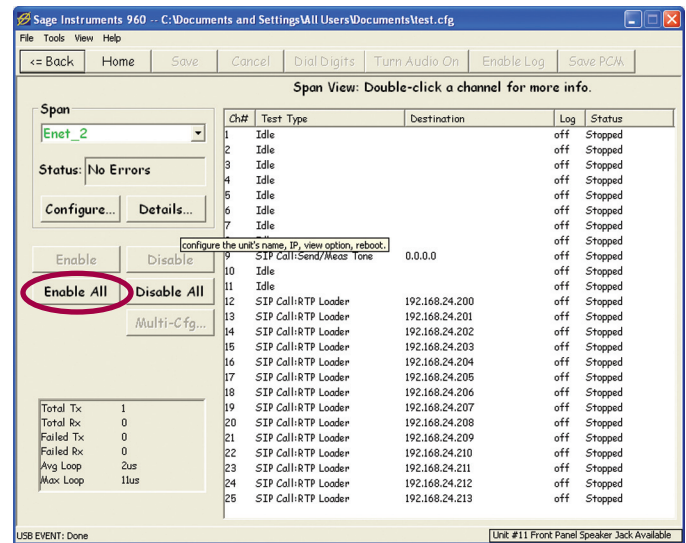 Sage Instruments 960 -- C:\Documents and Settings\All Users\Documents\test.cfg
File Tools View Help
<= Back Home Save Cancel Dial Digits Turn Audio On Enable Log Save PCM
Span View: Double-click a channel for more info.
Span
Enet_2
Status: No Errors
Configure... Details...
Enable Disable
Enable All Disable All
Multi-Cfg...
Total Tx 1
Total Rx 0
Failed Tx 0
Failed Rx 0
Avg Loop 2us
Max Loop 11us
Ch# Test Type Destination Log Status
1 Idle off Stopped
2 Idle off Stopped
3 Idle off Stopped
4 Idle off Stopped
5 Idle off Stopped
6 Idle off Stopped
7 Idle off Stopped
off Stopped
configure the unit's name, IP, view option, reboot.
9 SIP Call:Send/Meas Tone 0.0.0.0 off Stopped
10 Idle off Stopped
11 Idle off Stopped
12 SIP Call:RTP Loader 192.168.24.200 off Stopped
13 SIP Call:RTP Loader 192.168.24.201 off Stopped
14 SIP Call:RTP Loader 192.168.24.202 off Stopped
15 SIP Call:RTP Loader 192.168.24.203 off Stopped
16 SIP Call:RTP Loader 192.168.24.204 off Stopped
17 SIP Call:RTP Loader 192.168.24.205 off Stopped
18 SIP Call:RTP Loader 192.168.24.206 off Stopped
19 SIP Call:RTP Loader 192.168.24.207 off Stopped
20 SIP Call:RTP Loader 192.168.24.208 off Stopped
21 SIP Call:RTP Loader 192.168.24.209 off Stopped
22 SIP Call:RTP Loader 192.168.24.210 off Stopped
23 SIP Call:RTP Loader 192.168.24.211 off Stopped
24 SIP Call:RTP Loader 192.168.24.212 off Stopped
25 SIP Call:RTP Loader 192.168.24.213 off Stopped
USB EVENT: Done Unit #11 Front Panel Speaker Jack Available